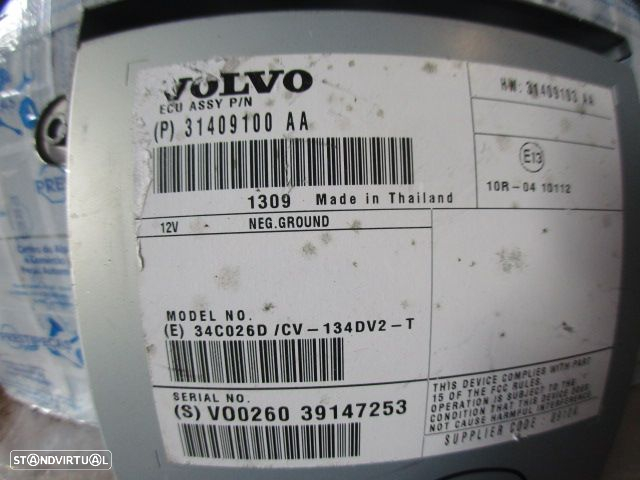 VOLVO
ECU ASSY P/N
(P) 31409100 AA
1309 Made in Thailand
12V NEG.GROUND
MODEL NO.
(E) 34C026D /CV-134DV2-T
SERIAL NO.
(S) VO0260 39147253
HW: 31409103 AA
E13
10R-04 10112
THIS DEVICE COMPLIES WITH PART
15 OF THE FCC RULES.
OPERATION IS SUBJECT TO THE
CONDITION THAT THIS DEVICE DOES
NOT CAUSE HARMFUL INTERFERENCE
SUPPLIER CODE :
STANDVIRTUAL